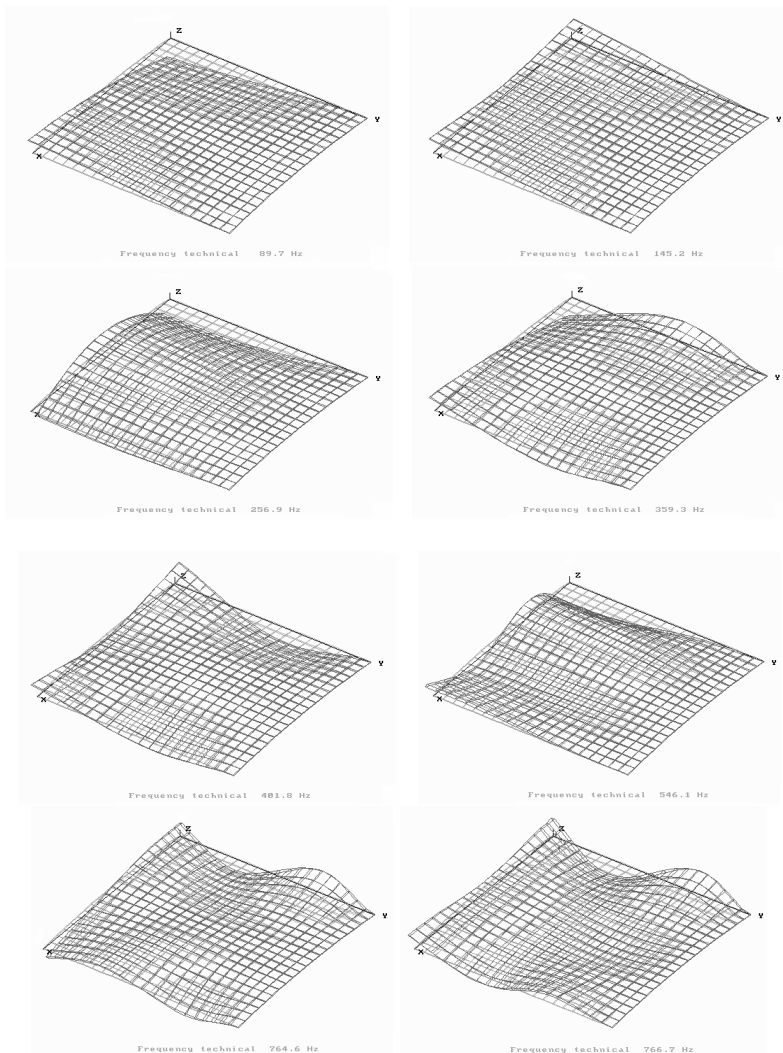 Z
Y
X
Frequency technical 89.7 Hz
Z
Y
X
Frequency technical 145.2 Hz
Z
Y
X
Frequency technical 256.9 Hz
Z
Y
X
Frequency technical 359.3 Hz
Z
Y
X
Frequency technical 401.8 Hz
Z
Y
X
Frequency technical 546.1 Hz
Z
Y
X
Frequency technical 764.6 Hz
Z
Y
X
Frequency technical 766.7 Hz